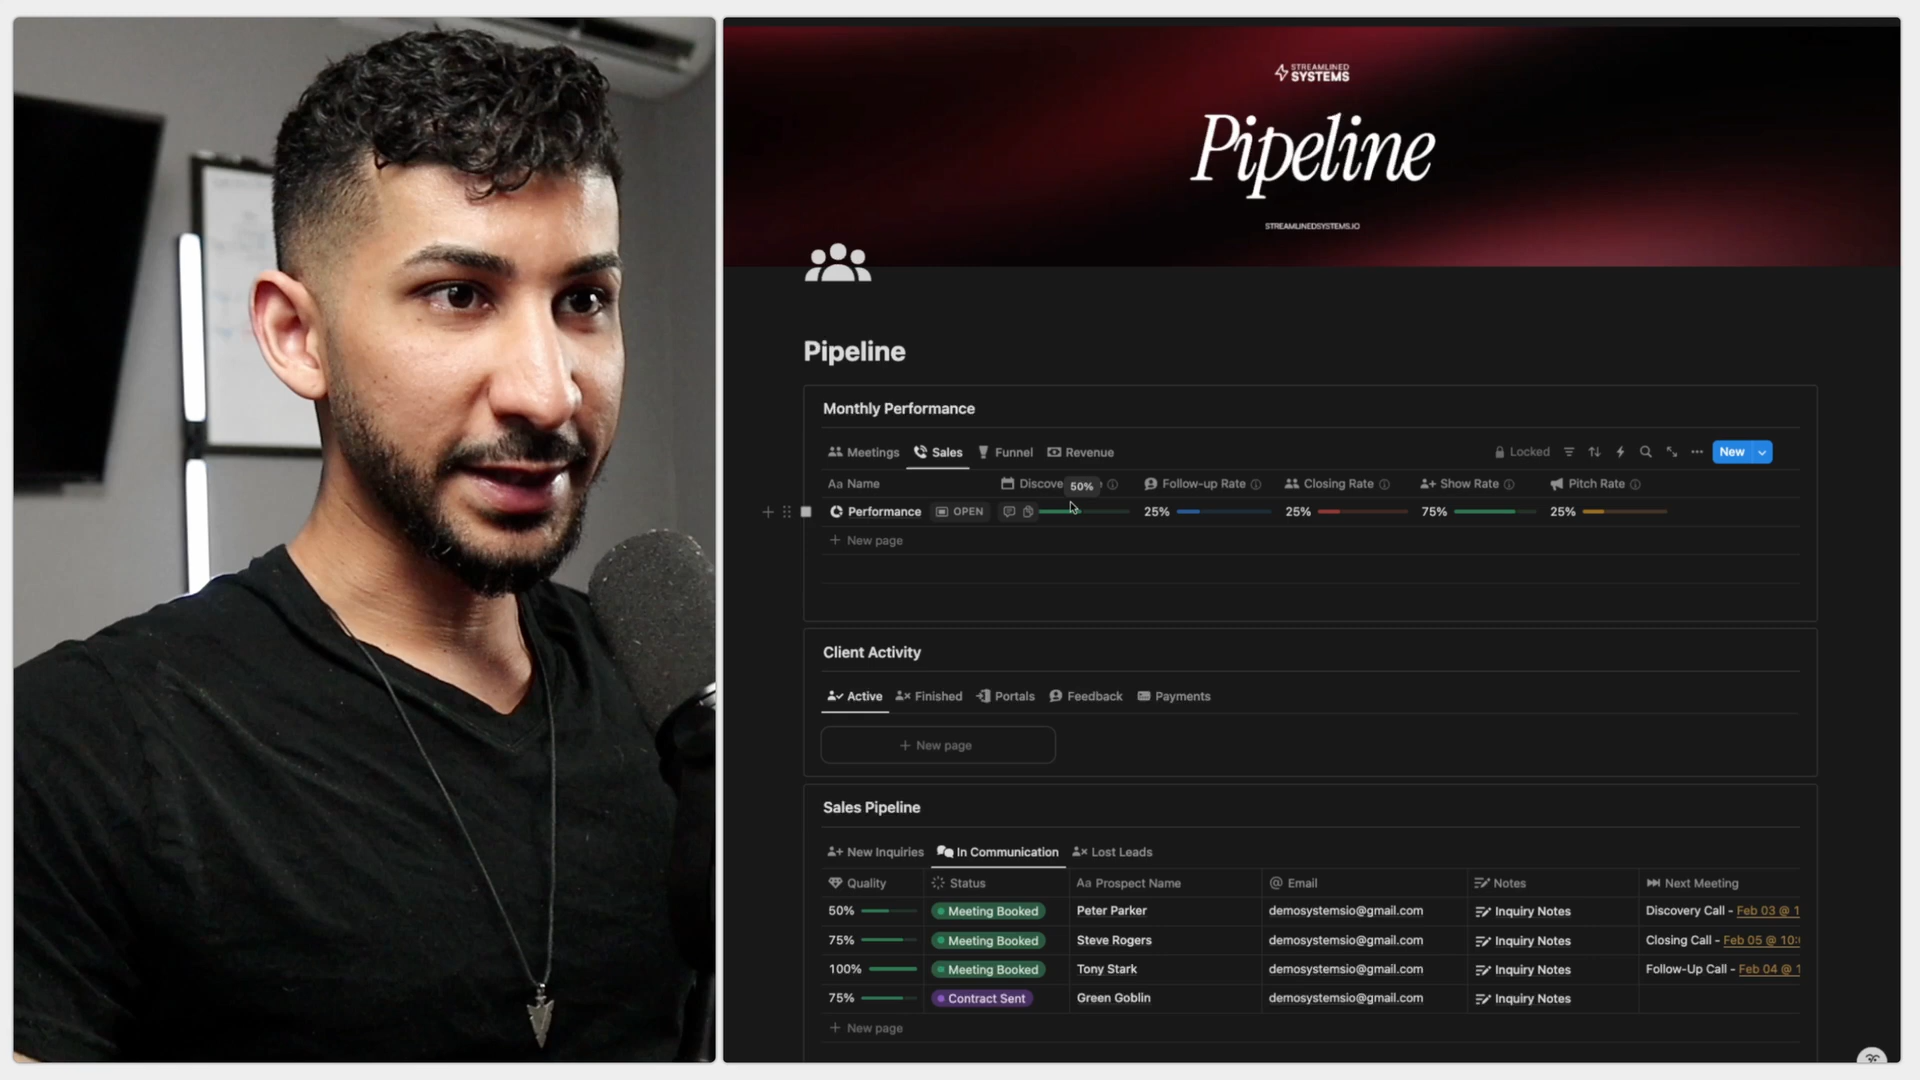 STREAMLINED
SYSTEMS
Pipeline
STREAMLINEDSYSTEMS.IO
Pipeline
Monthly Performance
Meetings Sales Funnel Revenue Locked New
Aa Name Discove 50% Follow-up Rate Closing Rate Show Rate Pitch Rate
Performance OPEN 25% 25% 75% 25%
+ New page
Client Activity
Active Finished Portals Feedback Payments
+ New page
Sales Pipeline
New Inquiries In Communication Lost Leads
Quality Status Aa Prospect Name @ Email Notes Next Meeting
50% Meeting Booked Peter Parker demosystemsio@gmail.com Inquiry Notes Discovery Call - Feb 03 @ 1
75% Meeting Booked Steve Rogers demosystemsio@gmail.com Inquiry Notes Closing Call - Feb 05 @ 10:
100% Meeting Booked Tony Stark demosystemsio@gmail.com Inquiry Notes Follow-Up Call - Feb 04 @ 1
75% Contract Sent Green Goblin demosystemsio@gmail.com Inquiry Notes
+ New page